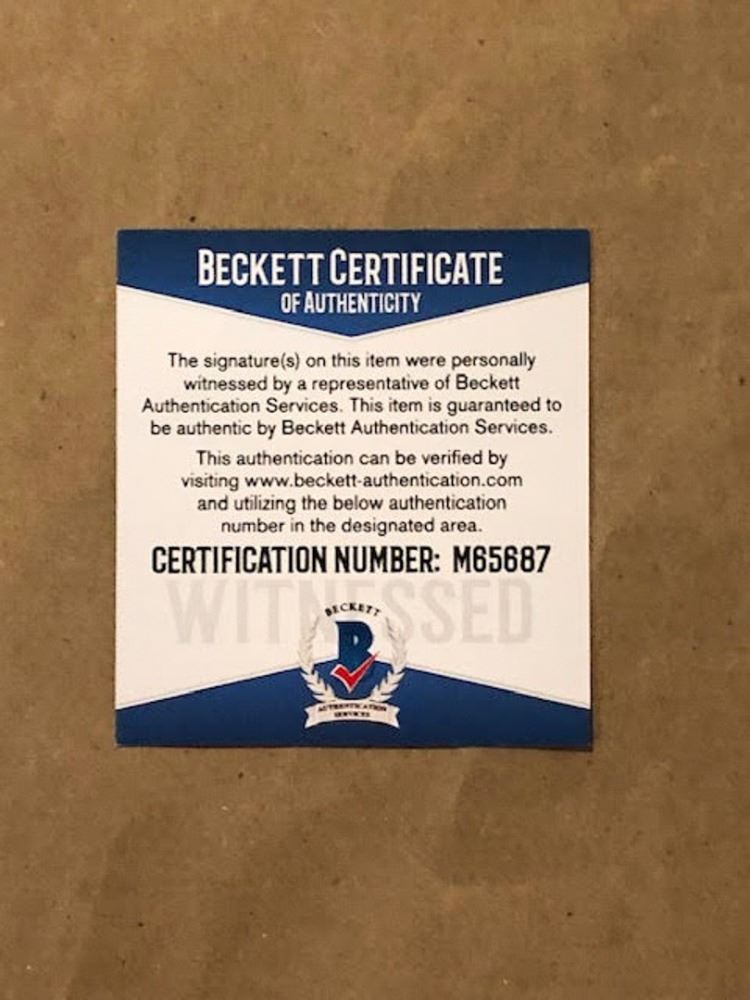 BECKETT CERTIFICATE
OF AUTHENTICITY
The signature(s) on this item were personally
witnessed by a representative of Beckett
Authentication Services. This item is guaranteed to
be authentic by Beckett Authentication Services.
This authentication can be verified by
visiting www.beckett-authentication.com
and utilizing the below authentication
number in the designated area.
CERTIFICATION NUMBER: M65687
WITNESSED
BECKETT
B
AUTHENTICATION
SERVICES